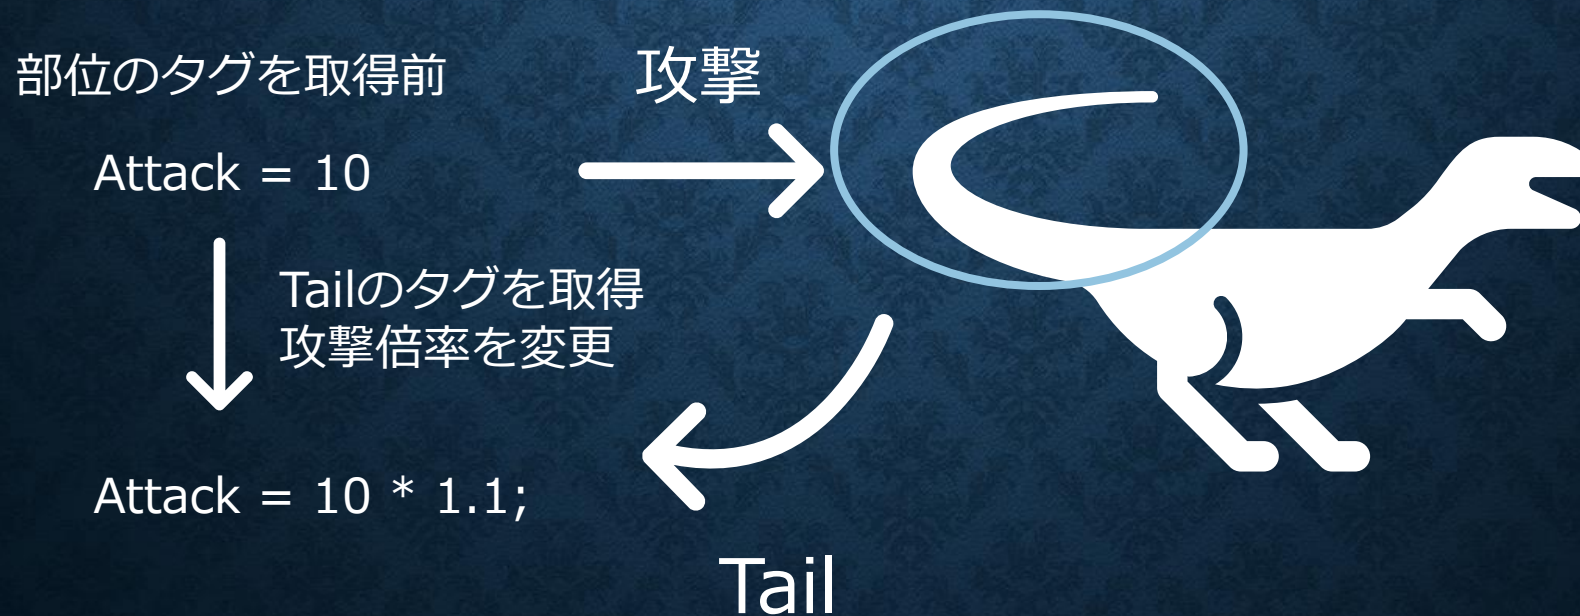 部位のタグを取得前
攻撃
Attack = 10
Tailのタグを取得
攻撃倍率を変更
Attack = 10 * 1.1;
Tail